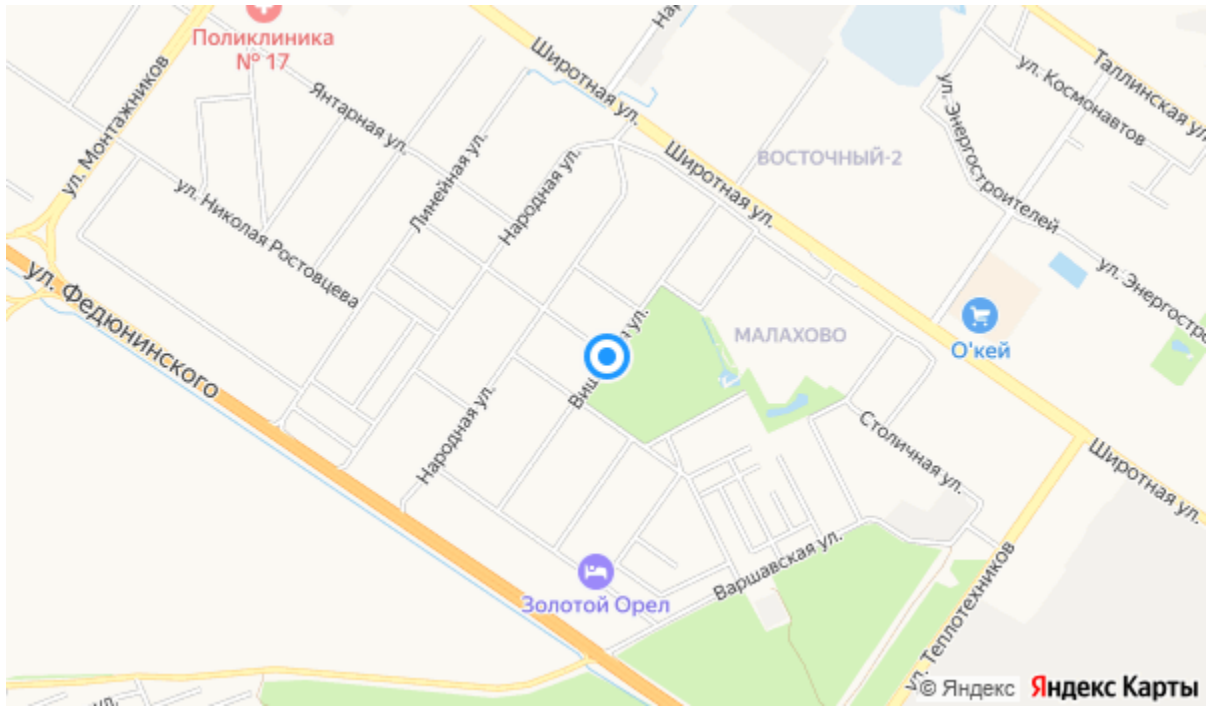 Поликлиника
№ 17
ул. Монтажников
Янтарная ул.
Широтная ул.
ул. Космонавтов
Таллинская ул.
ул. Энергостроителей
ВОСТОЧНЫЙ-2
Линейная ул.
Народная ул.
Широтная ул.
ул. Николая Ростовцева
ул. Федюнинского
МАЛАХОВО
О'кей
Народная ул.
Столичная ул.
Широтная ул.
Варшавская ул.
Золотой Орел
ул. Теплотехников
ул.
© Яндекс Яндекс Карты